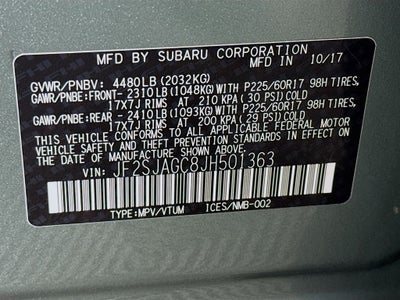 MFD BY SUBARU CORPORATION IN 10/17
GVWR/PNBV: 4480LB (2032KG)
GAWR/PNBE:FRONT-2310LB(1048KG)WITH P225/60R17 98H TIRES,
17X7J RIMS AT 210 KPA (30 PSI) COLD
GAWR/PNBE:REAR -2410LB(1093KG)WITH P225/60R17 98H TIRES,
17X7J RIMS AT 200 KPA (29 PSI) COLD
THIS VEHICLE CONFORMS TO ALL APPLICABLE FEDERAL MOTOR
VEHICLE SAFETY AND THEFT PREVENTION STANDARDS IN EFFECT
ON THE DATE OF MANUFACTURE SHOWN ABOVE.
VIN: JF2SJAGC8JH501363
TYPE:MPV/VTUM ICES/NMB-002